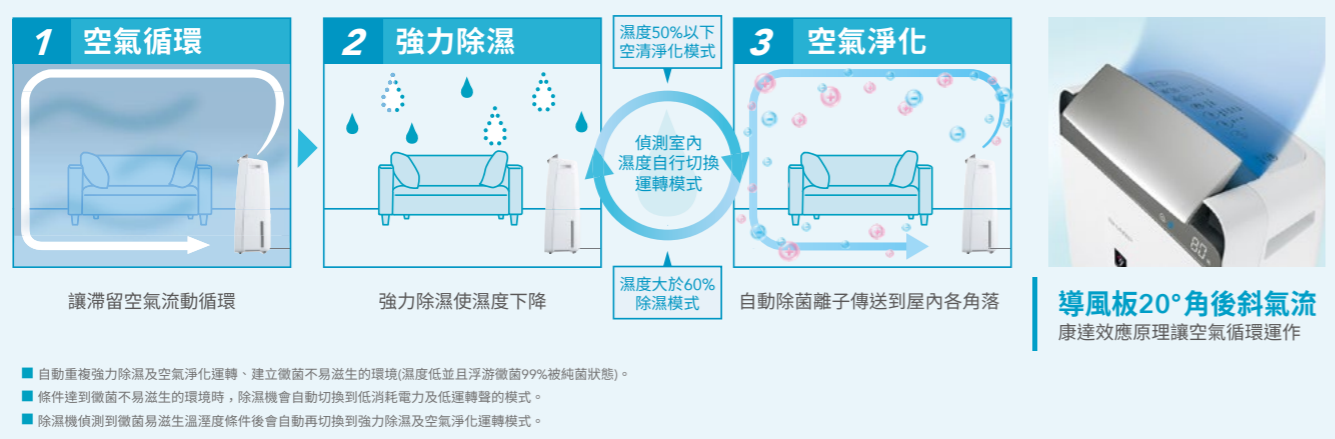 1 空氣循環
讓滯留空氣流動循環
2 強力除濕
強力除濕使濕度下降
濕度50%以下
空清淨化模式
偵測室內
濕度自行切換
運轉模式
濕度大於60%
除濕模式
3 空氣淨化
自動除菌離子傳送到屋內各角落
80
導風板20°角後斜氣流
康達效應原理讓空氣循環運作
■ 自動重複強力除濕及空氣淨化運轉、建立黴菌不易滋生的環境(濕度低並且浮游黴菌99%被純菌狀態)。
■ 條件達到黴菌不易滋生的環境時，除濕機會自動切換到低消耗電力及低運轉聲的模式。
■ 除濕機偵測到黴菌易滋生溫溼度條件後會自動再切換到強力除濕及空氣淨化運轉模式。